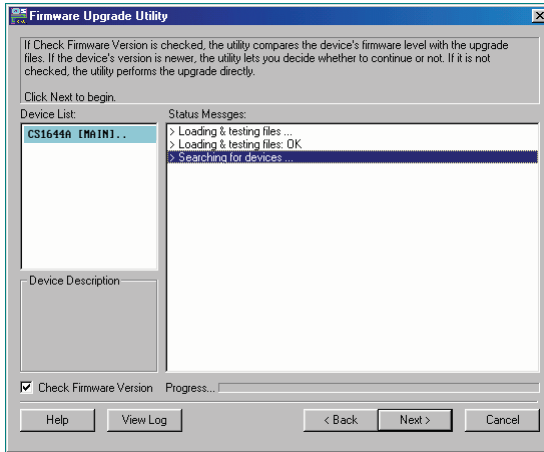 Firmware Upgrade Utility
If Check Firmware Version is checked, the utility compares the device's firmware level with the upgrade
files. If the device's version is newer, the utility lets you decide whether to continue or not. If it is not
checked, the utility performs the upgrade directly.
Click Next to begin.
Device List:
Status Messges:
CS1644A [MAIN]..
> Loading & testing files ...
> Loading & testing files: OK
> Searching for devices ...
Device Description
Check Firmware Version
Progress...
Help
View Log
< Back
Next >
Cancel